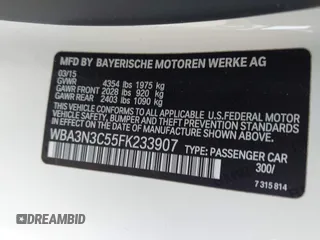 MFD BY BAYERISCHE MOTOREN WERKE AG
03/15
GVWR 4354 lbs 1975 kg
GAWR FRONT 2028 lbs 920 kg
GAWR REAR 2403 lbs 1090 kg
THIS VEHICLE CONFORMS TO ALL APPLICABLE
FEDERAL MOTOR VEHICLE SAFETY, BUMPER, AND
THEFT PREVENTION STANDARDS IN EFFECT ON THE
DATE OF MANUFACTURE SHOWN ABOVE.
WBA3N3C55FK233907 TYPE: PASSENGER CAR
300/
7 315 814
DREAMBID